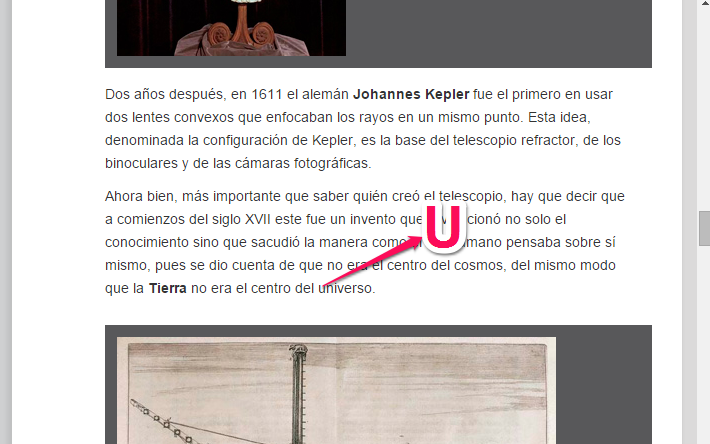 Dos años después, en 1611 el alemán Johannes Kepler fue el primero en usar
dos lentes convexos que enfocaban los rayos en un mismo punto. Esta idea,
denominada la configuración de Kepler, es la base del telescopio refractor, de los
binoculares y de las cámaras fotográficas.
Ahora bien, más importante que saber quién creó el telescopio, hay que decir que
a comienzos del siglo XVII este fue un invento que no solo el
U
conocimiento sino que sacudió la manera como pensaba sobre sí
mismo, pues se dio cuenta de que no era el centro del cosmos, del mismo modo
que la Tierra no era el centro del universo.